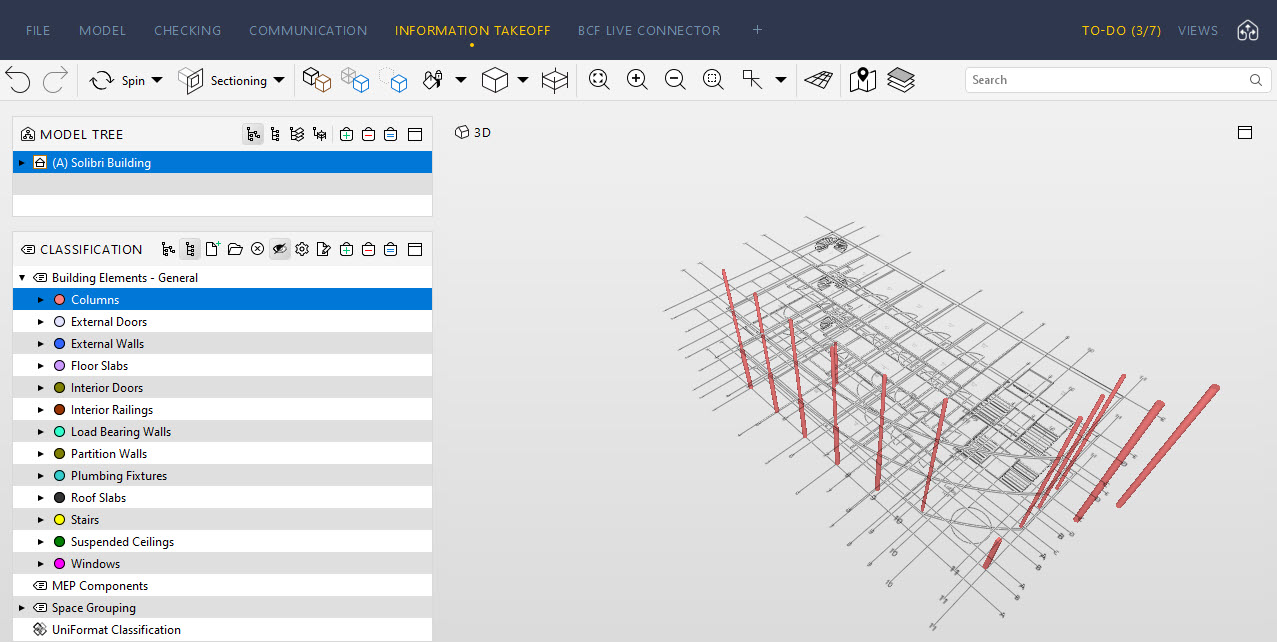 FILE MODEL CHECKING COMMUNICATION INFORMATION TAKEOFF BCF LIVE CONNECTOR + TO-DO (3/7) VIEWS
Spin Sectioning Search
MODEL TREE
(A) Solibri Building
3D
CLASSIFICATION
Building Elements - General
Columns
External Doors
External Walls
Floor Slabs
Interior Doors
Interior Railings
Load Bearing Walls
Partition Walls
Plumbing Fixtures
Roof Slabs
Stairs
Suspended Ceilings
Windows
MEP Components
Space Grouping
UniFormat Classification